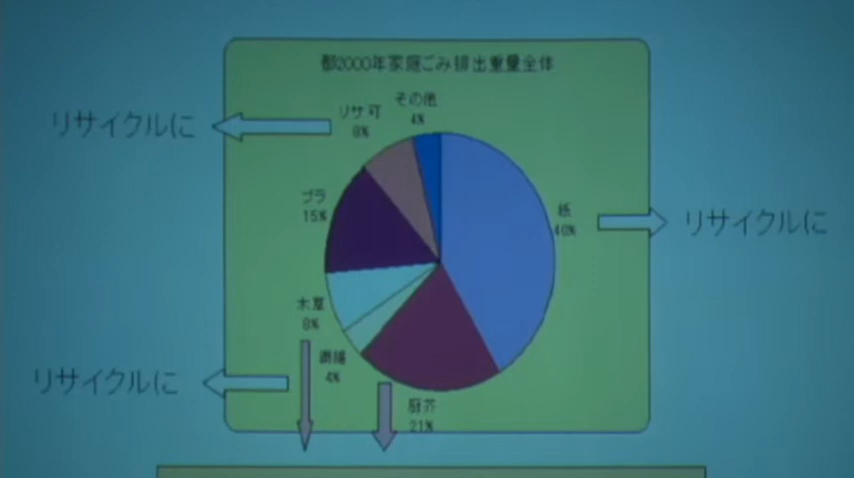 都2000年家庭ごみ排出重量全体
その他
4%
リサ可
8%
リサイクルに
プラ
15%
紙
40%
リサイクルに
木草
8%
繊維
4%
リサイクルに
厨芥
21%